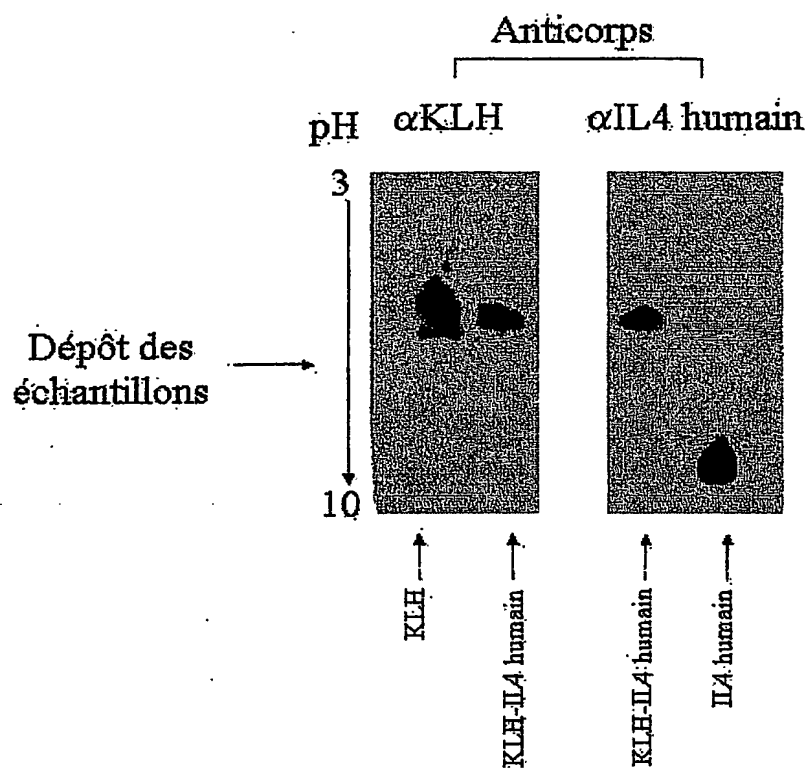 Anticorps
pH αKLH αIL4 humain
3
Dépôt des
échantillons
10
KLH
KLH-IL4 humain
KLH-IL4 humain
IL4 humain